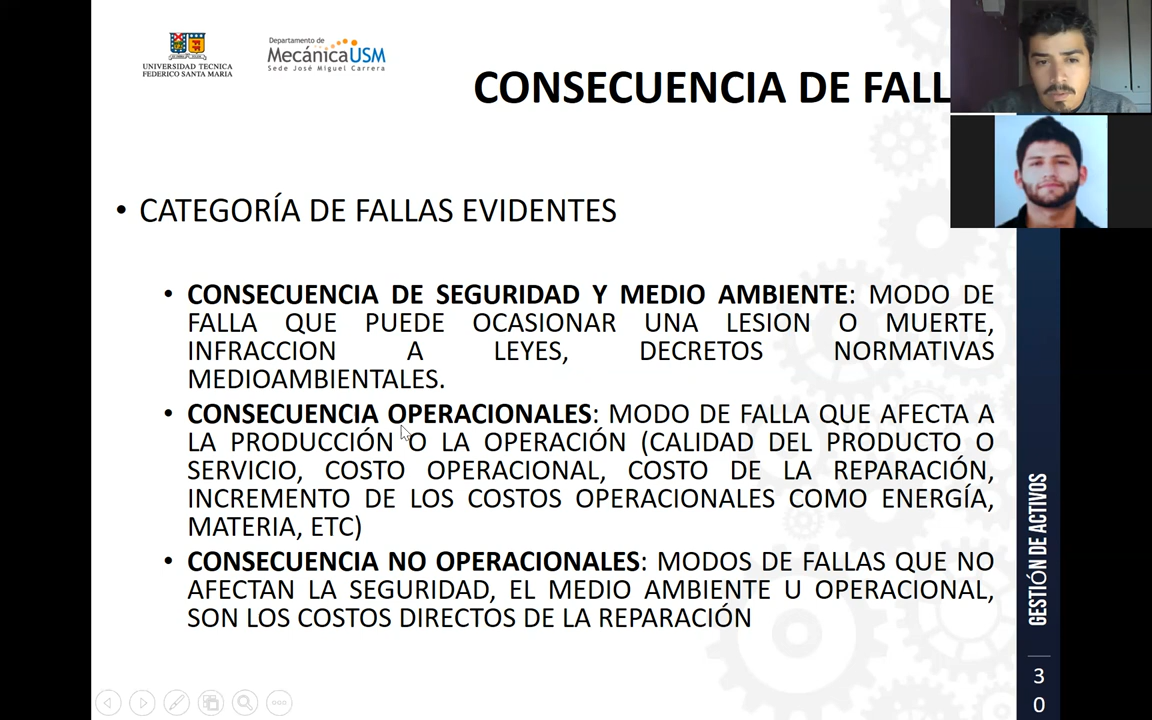 UNIVERSIDAD TECNICA
FEDERICO SANTA MARIA
Departamento de
MecánicaUSM
Sede José Miguel Carrera
CONSECUENCIA DE FALL
• CATEGORÍA DE FALLAS EVIDENTES
• CONSECUENCIA DE SEGURIDAD Y MEDIO AMBIENTE: MODO DE
FALLA QUE PUEDE OCASIONAR UNA LESION O MUERTE,
INFRACCION A LEYES, DECRETOS NORMATIVAS
MEDIOAMBIENTALES.
• CONSECUENCIA OPERACIONALES: MODO DE FALLA QUE AFECTA A
LA PRODUCCIÓN O LA OPERACIÓN (CALIDAD DEL PRODUCTO O
SERVICIO, COSTO OPERACIONAL, COSTO DE LA REPARACIÓN,
INCREMENTO DE LOS COSTOS OPERACIONALES COMO ENERGÍA,
MATERIA, ETC)
• CONSECUENCIA NO OPERACIONALES: MODOS DE FALLAS QUE NO
AFECTAN LA SEGURIDAD, EL MEDIO AMBIENTE U OPERACIONAL,
SON LOS COSTOS DIRECTOS DE LA REPARACIÓN
GESTIÓN DE ACTIVOS
3
0